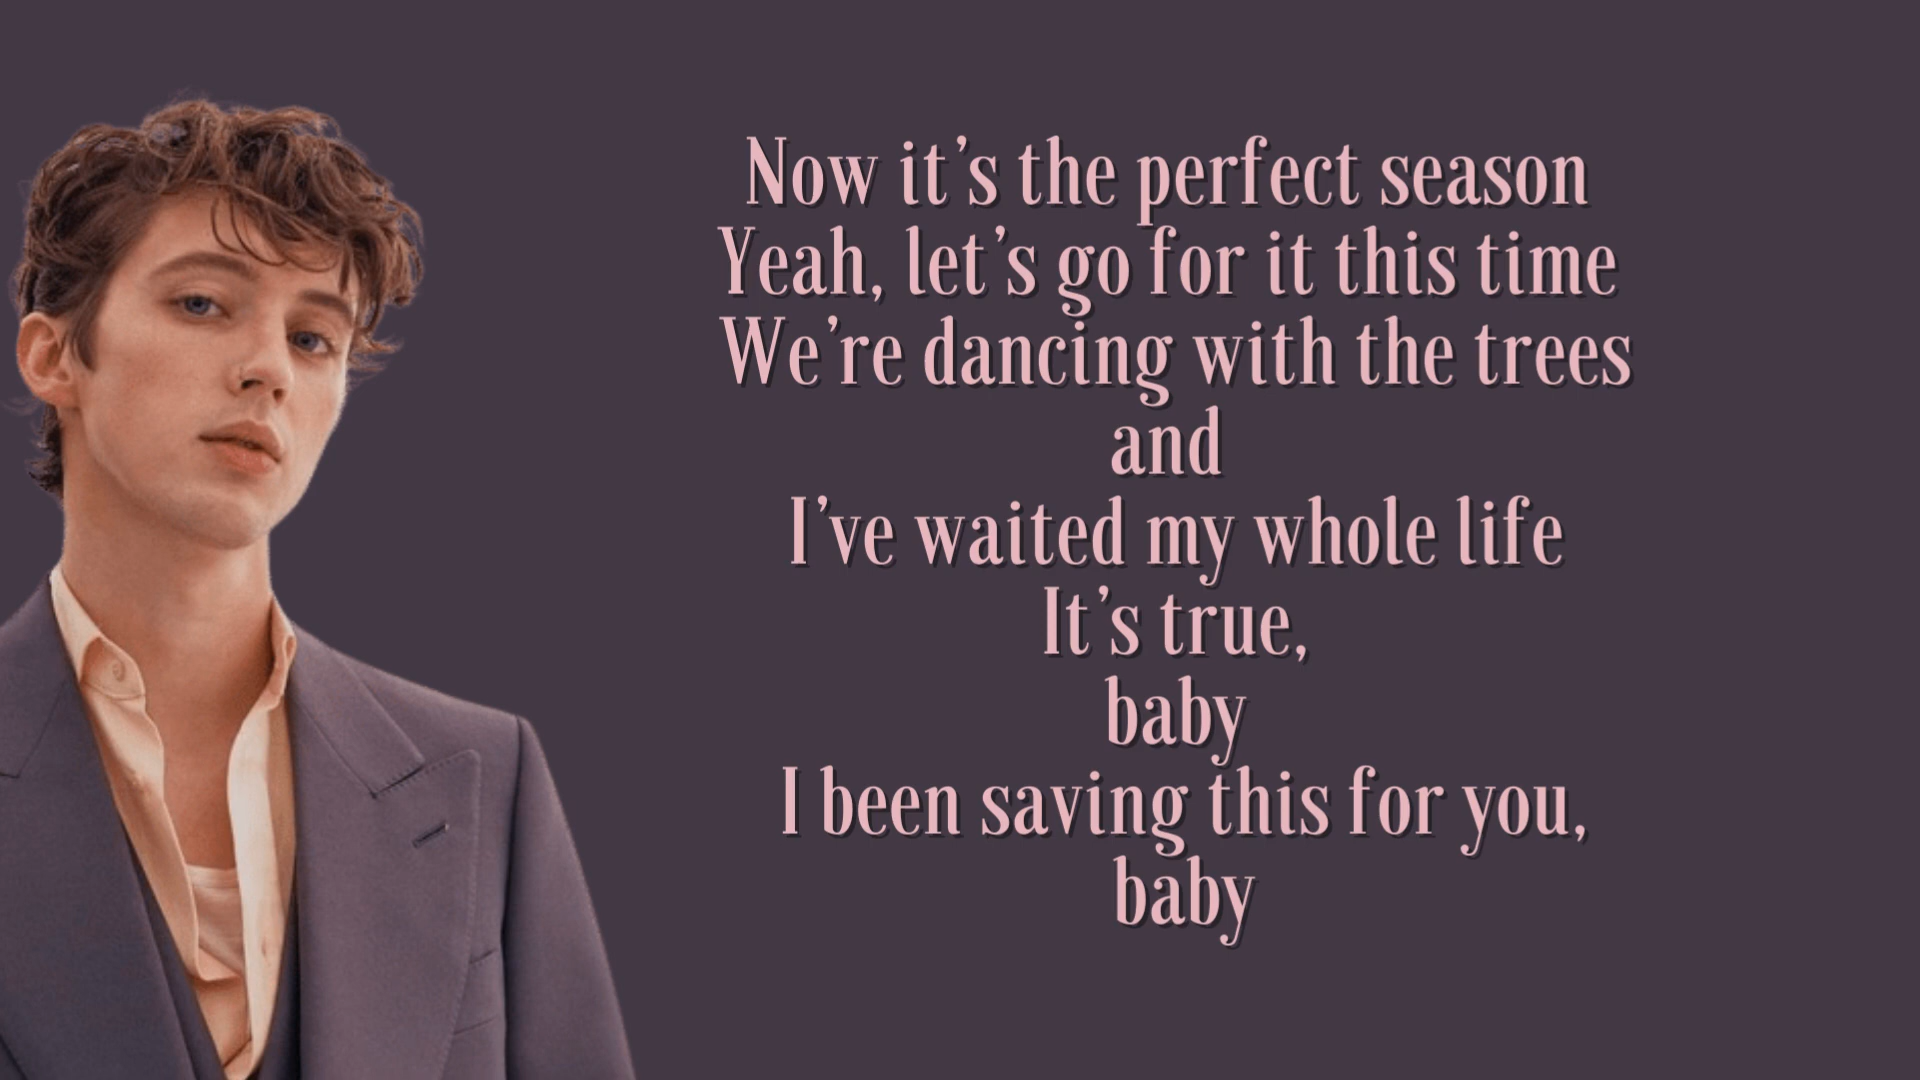 Now it’s the perfect season
Yeah, let’s go for it this time
We’re dancing with the trees
and
I’ve waited my whole life
It’s true,
baby
I been saving this for you,
baby